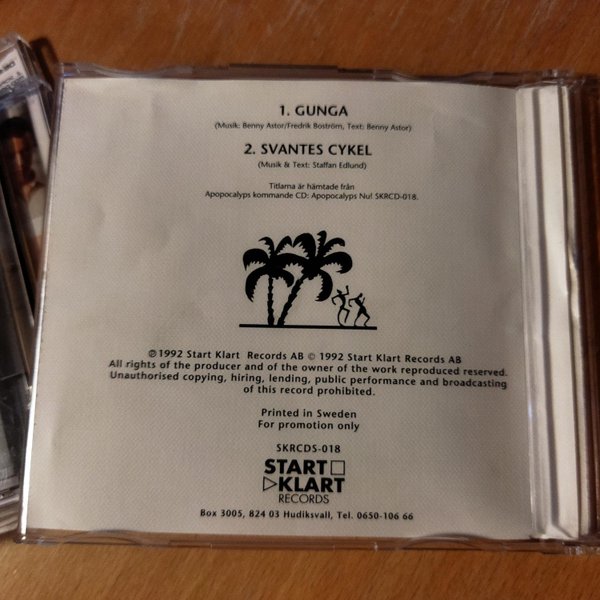 1. GUNGA
(Musik: Benny Astor/Fredrik Boström, Text: Benny Astor)
2. SVANTES CYKEL
(Musik & Text: Staffan Edlund)
Titlarna är hämtade från
Apopocalyps kommande CD: Apopocalyps Nu! SKRCD-018.
℗ 1992 Start Klart Records AB © 1992 Start Klart Records AB
All rights of the producer and of the owner of the work reproduced reserved.
Unauthorised copying, hiring, lending, public performance and broadcasting
of this record prohibited.
Printed in Sweden
For promotion only
SKRCDS-018
START
KLART
RECORDS
Box 3005, 824 03 Hudiksvall, Tel. 0650-106 66